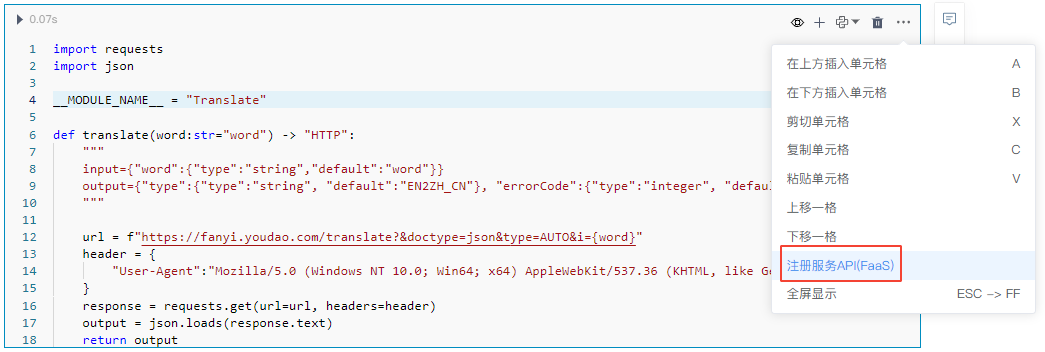 0.07s
1 import requests
2 import json
3
4 __MODULE_NAME__ = "Translate"
5
6 def translate(word:str="word") -> "HTTP":
7 """
8 input={"word":{"type":"string","default":"word"}}
9 output={"type":{"type":"string", "default":"EN2ZH_CN"}, "errorCode":{"type":"integer", "defau
10 """
11
12 url = f"https://fanyi.youdao.com/translate?&doctype=json&type=AUTO&i={word}"
13 header = {
14 "User-Agent":"Mozilla/5.0 (Windows NT 10.0; Win64; x64) AppleWebKit/537.36 (KHTML, like Ge
15 }
16 response = requests.get(url=url, headers=header)
17 output = json.loads(response.text)
18 return output
在上方插入单元格 A
在下方插入单元格 B
剪切单元格 X
复制单元格 C
粘贴单元格 V
上移一格
下移一格
注册服务API(FaaS)
全屏显示 ESC -> FF